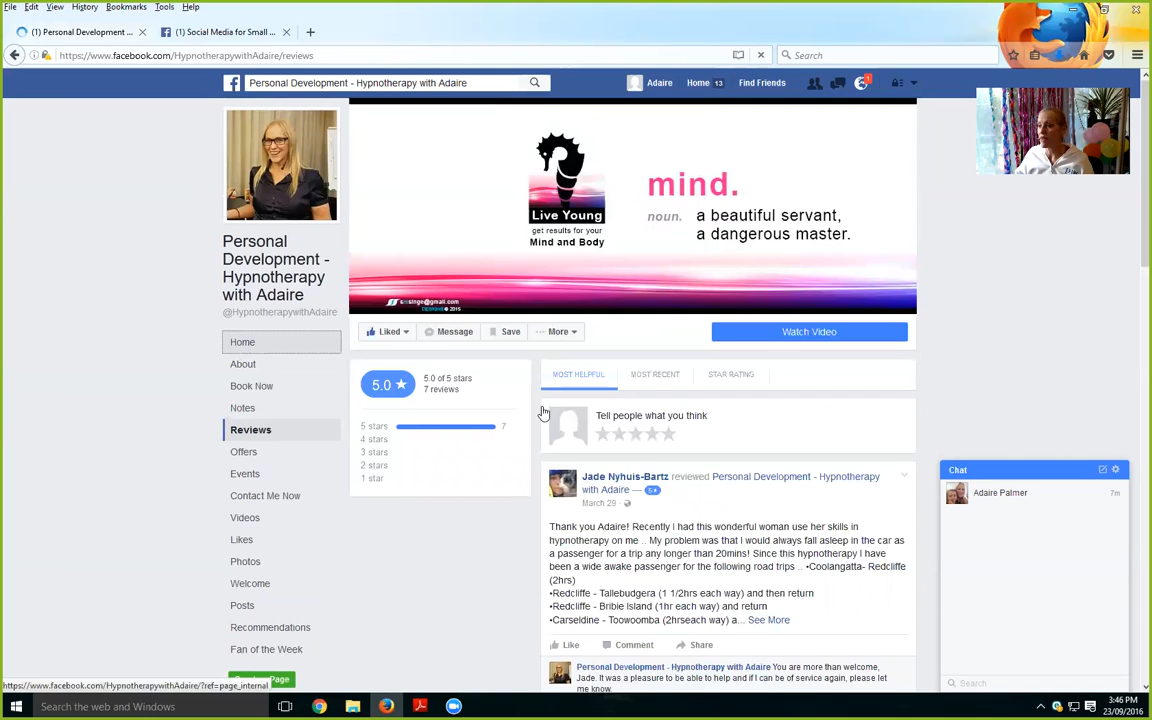 File Edit View History Bookmarks Tools Help
(1) Personal Development ... × (1) Social Media for Small ... × +
https://www.facebook.com/HypnotherapywithAdaire/reviews Search
Personal Development - Hypnotherapy with Adaire Adaire Home 13 Find Friends 1
mind.
noun. a beautiful servant,
a dangerous master.
Live Young
get results for your
Mind and Body
Personal
Development -
Hypnotherapy
with Adaire
@HypnotherapywithAdaire
Liked Message Save ... More Watch Video
Home
About
Book Now
Notes
Reviews
Offers
Events
Contact Me Now
Videos
Likes
Photos
Welcome
Posts
Recommendations
Fan of the Week
5.0 ★ 5.0 of 5 stars
7 reviews
5 stars 7
4 stars
3 stars
2 stars
1 star
MOST HELPFUL MOST RECENT STAR RATING
Tell people what you think
Jade Nyhuis-Bartz reviewed Personal Development - Hypnotherapy
with Adaire — 5★
March 29 ·
Thank you Adaire! Recently I had this wonderful woman use her skills in
hypnotherapy on me .. My problem was that I would always fall asleep in the car as
a passenger for a trip any longer than 20mins! Since this hypnotherapy I have
been a wide awake passenger for the following road trips .. •Coolangatta- Redcliffe
(2hrs)
•Redcliffe - Tallebudgera (1 1/2hrs each way) and then return
•Redcliffe - Bribie Island (1hr each way) and return
•Carseldine - Toowoomba (2hrseach way) a... See More
Like Comment Share
Personal Development - Hypnotherapy with Adaire You are more than welcome,
Jade. It was a pleasure to be able to help and if I can be of service again, please let
me know.
Chat
Adaire Palmer 7m
Search
https://www.facebook.com/HypnotherapywithAdaire/?ref=page_internal
Search the web and Windows
3:46 PM
23/09/2016